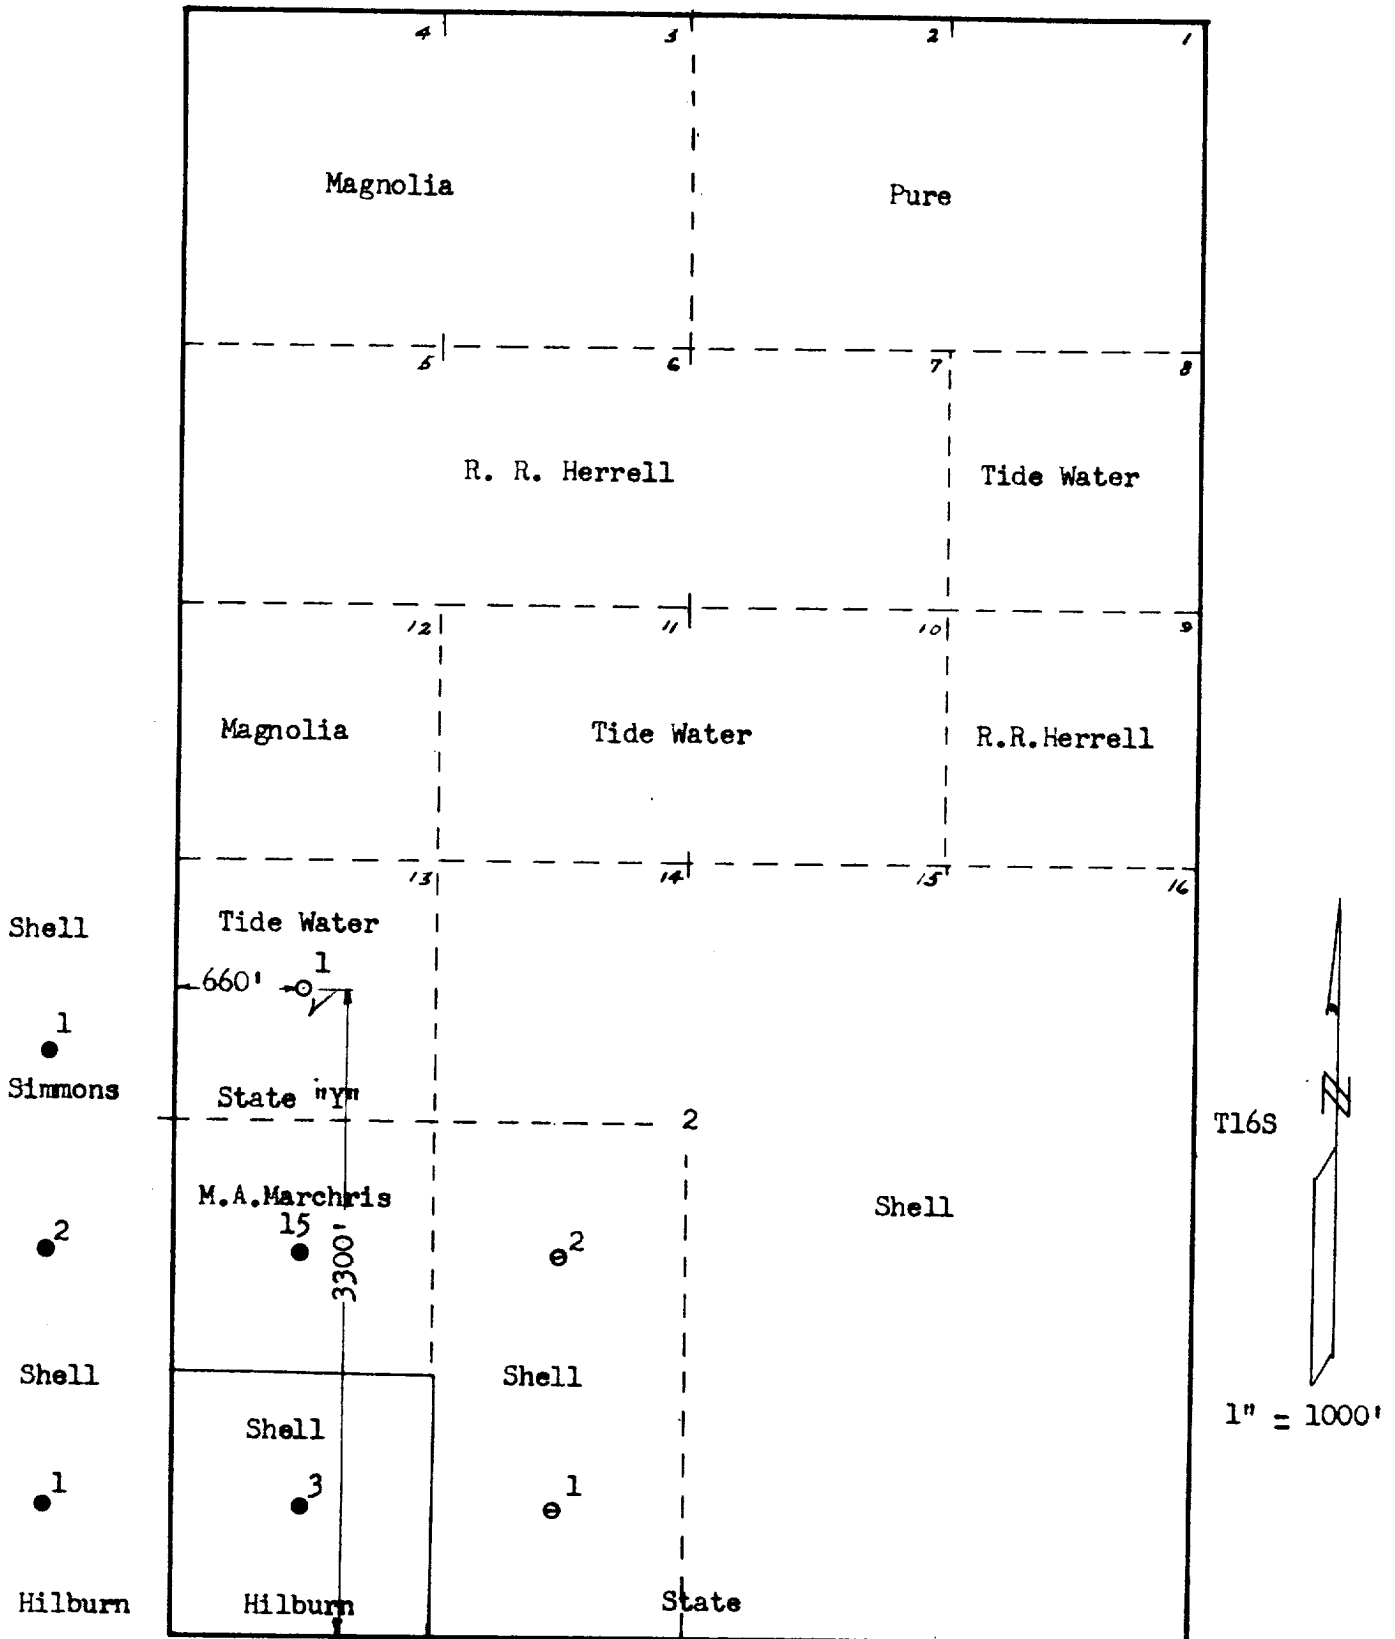 4 3 2 1
Magnolia Pure
5 6 7 8
R. R. Herrell Tide Water
12 11 10 9
Magnolia Tide Water R.R.Herrell
13 14 15 16
Shell Tide Water
1
660'
1
Simmons State "Y"
2 T16S
N
M.A.Marchris Shell
2 15 2
3300'
Shell Shell
1" = 1000'
Shell
1 3 1
Hilburn Hilburn State